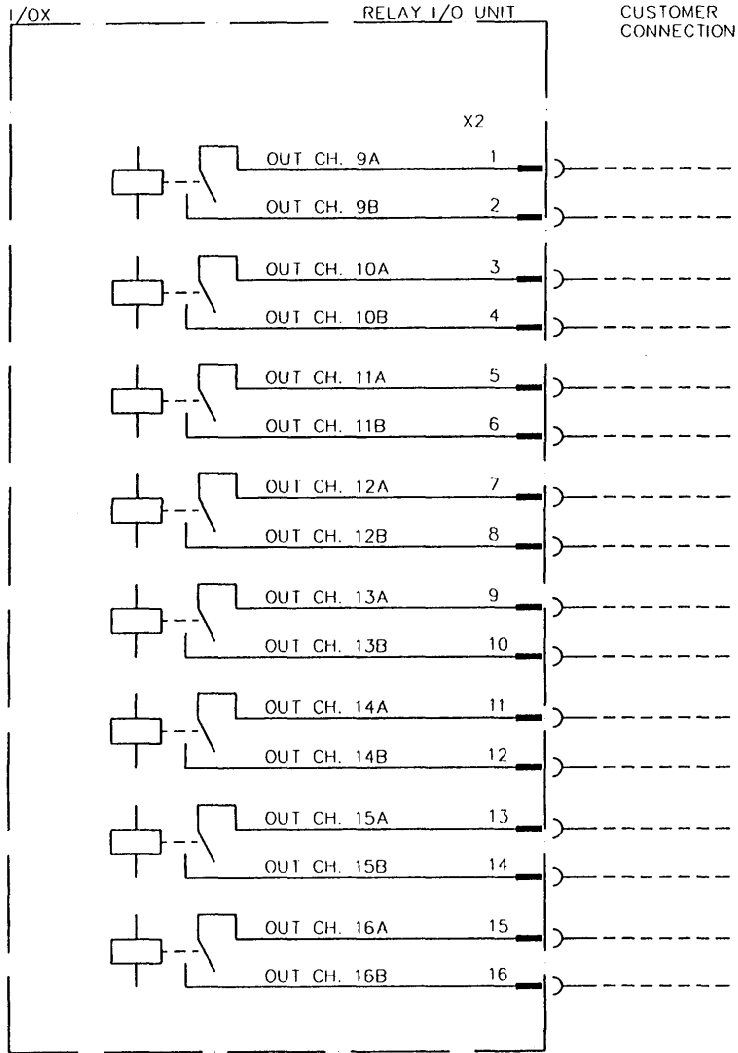 I/OX RELAY I/O UNIT CUSTOMER
CONNECTION
X2
OUT CH. 9A 1
OUT CH. 9B 2
OUT CH. 10A 3
OUT CH. 10B 4
OUT CH. 11A 5
OUT CH. 11B 6
OUT CH. 12A 7
OUT CH. 12B 8
OUT CH. 13A 9
OUT CH. 13B 10
OUT CH. 14A 11
OUT CH. 14B 12
OUT CH. 15A 13
OUT CH. 15B 14
OUT CH. 16A 15
OUT CH. 16B 16